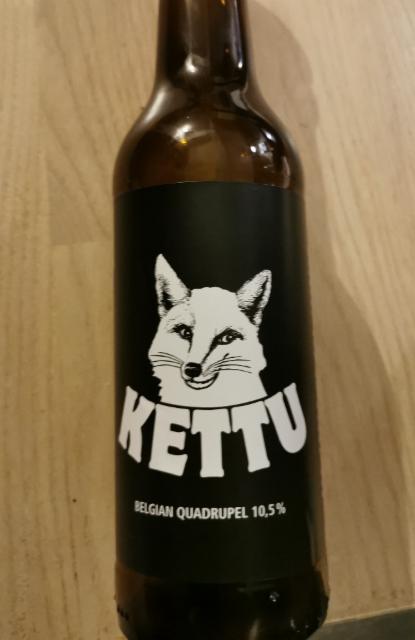 KETTU
BELGIAN QUADRUPEL 10,5%